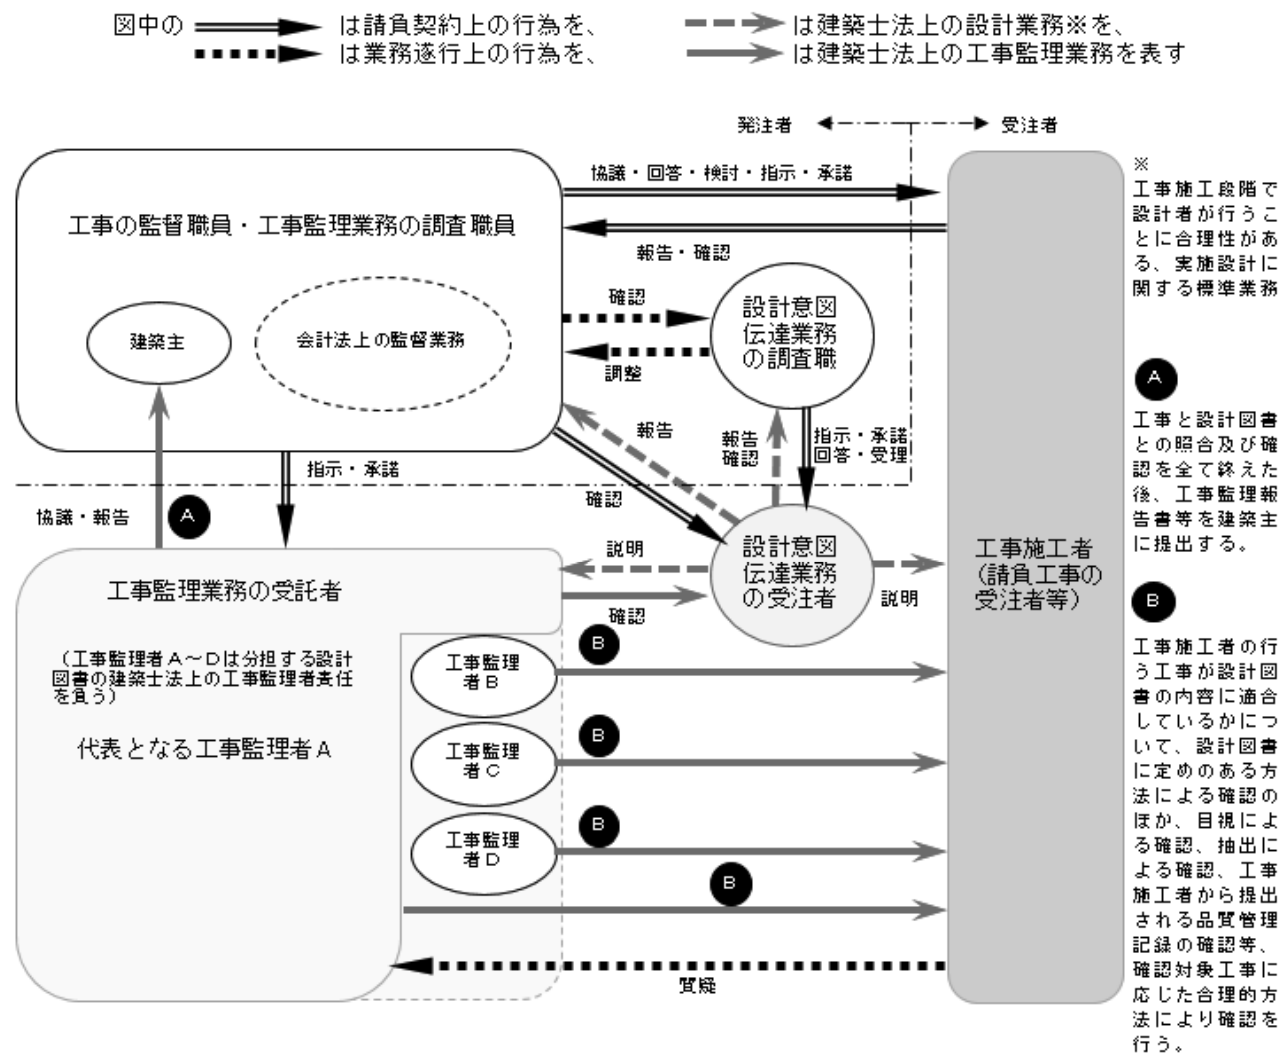 図中の
は請負契約上の行為を、
は建築士法上の設計業務※を、
は業務遂行上の行為を、
は建築士法上の工事監理業務を表す
発注者
受注者
協議・回答・検討・指示・承諾
工事の監督職員・工事監理業務の調査職員
報告・確認
建築主
会計法上の監督業務
確認
調整
設計意図
伝達業務
の調査職
報告
報告
確認
指示・承諾
回答・受理
指示・承諾
確認
協議・報告
A
説明
確認
設計意図
伝達業務
の受注者
説明
工事施工者
（請負工事の
受注者等）
工事監理業務の受託者
（工事監理者A～Dは分担する設計
図書の建築士法上の工事監理者責任
を負う）
代表となる工事監理者A
工事監理
者B
B
工事監理
者C
B
工事監理
者D
B
B
質疑
※
工事施工段階で
設計者が行うこ
とに合理性があ
る、実施設計に
関する標準業務
A
工事と設計図書
との照合及び確
認を全て終えた
後、工事監理報
告書等を建築主
に提出する。
B
工事施工者の行
う工事が設計図
書の内容に適合
しているかにつ
いて、設計図書
に定めのある方
法による確認の
ほか、目視によ
る確認、抽出に
よる確認、工事
施工者から提出
される品質管理
記録の確認等、
確認対象工事に
応じた合理的方
法により確認を
行う。